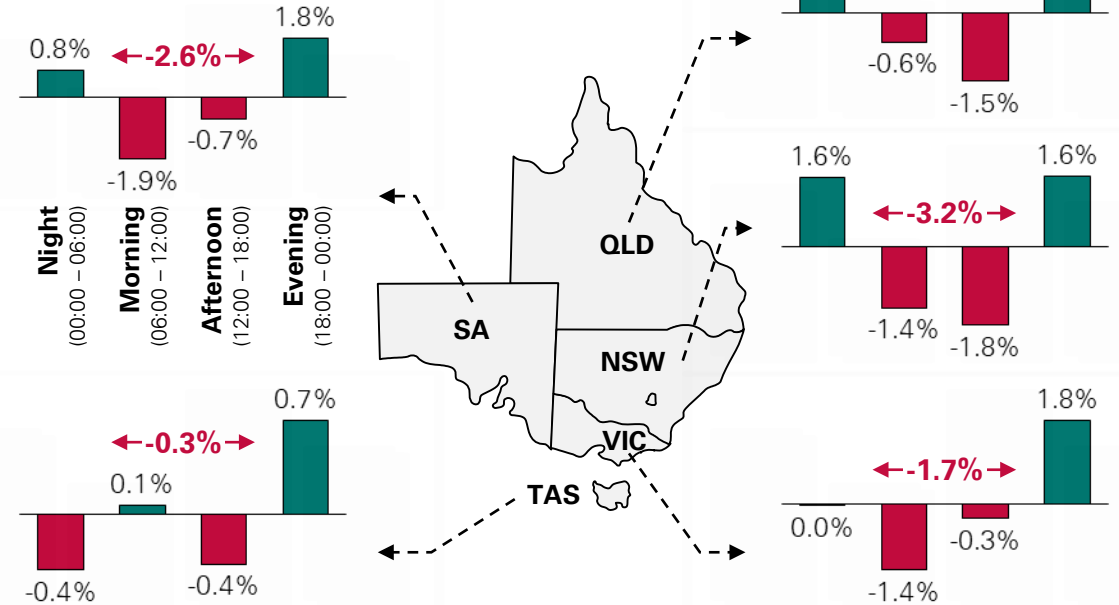 0.8%
-2.6%
1.8%
-1.9%
-0.7%
Night
(00:00 – 06:00)
Morning
(06:00 – 12:00)
Afternoon
(12:00 – 18:00)
Evening
(18:00 – 00:00)
-0.4%
0.1%
-0.3%
-0.4%
0.7%
QLD
SA
NSW
VIC
TAS
-0.6%
-1.5%
1.6%
-3.2%
1.6%
-1.4%
-1.8%
0.0%
-1.7%
1.8%
-1.4%
-0.3%